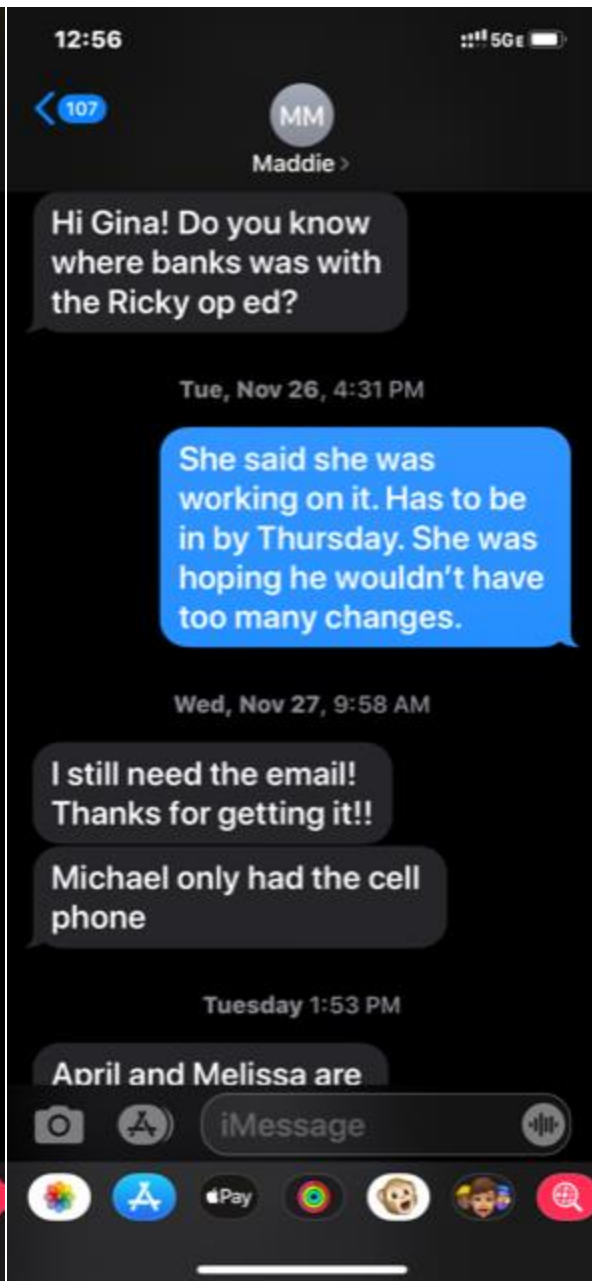 12:56
5GE
107
MM
Maddie >
Hi Gina! Do you know
where banks was with
the Ricky op ed?
Tue, Nov 26, 4:31 PM
She said she was
working on it. Has to be
in by Thursday. She was
hoping he wouldn't have
too many changes.
Wed, Nov 27, 9:58 AM
I still need the email!
Thanks for getting it!!
Michael only had the cell
phone
Tuesday 1:53 PM
April and Melissa are
iMessage
Pay